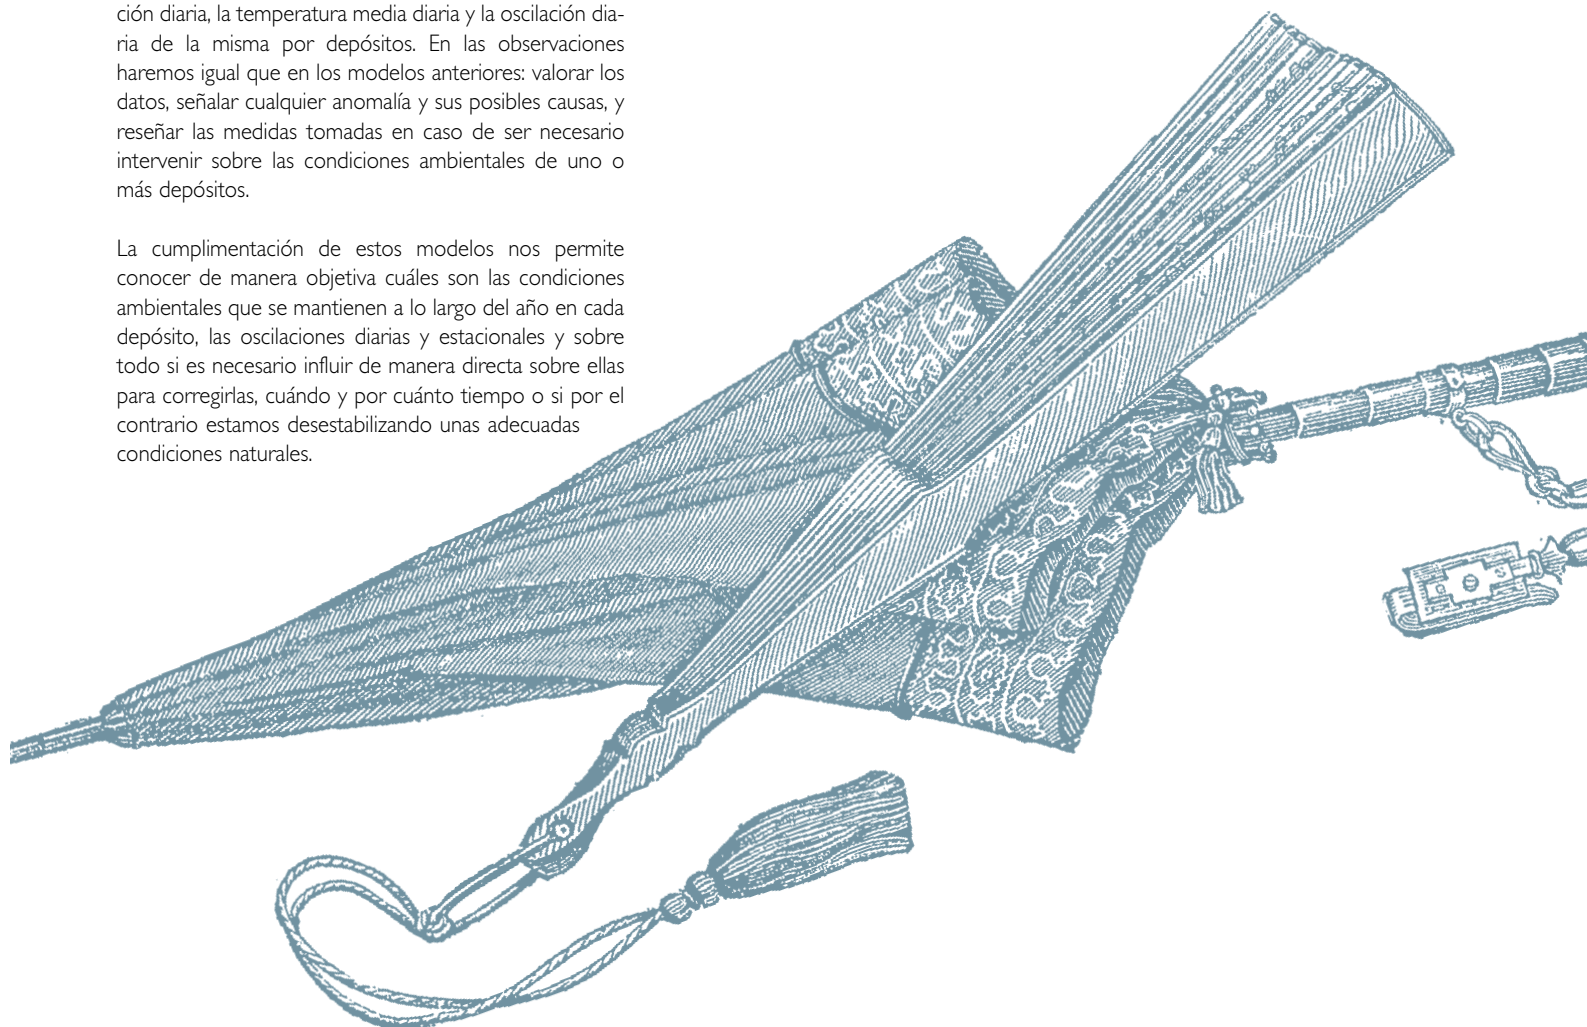 ción diaria, la temperatura media diaria y la oscilación dia-
ria de la misma por depósitos. En las observaciones
haremos igual que en los modelos anteriores: valorar los
datos, señalar cualquier anomalía y sus posibles causas, y
reseñar las medidas tomadas en caso de ser necesario
intervenir sobre las condiciones ambientales de uno o
más depósitos.
La cumplimentación de estos modelos nos permite
conocer de manera objetiva cuáles son las condiciones
ambientales que se mantienen a lo largo del año en cada
depósito, las oscilaciones diarias y estacionales y sobre
todo si es necesario influir de manera directa sobre ellas
para corregirlas, cuándo y por cuánto tiempo o si por el
contrario estamos desestabilizando unas adecuadas
condiciones naturales.